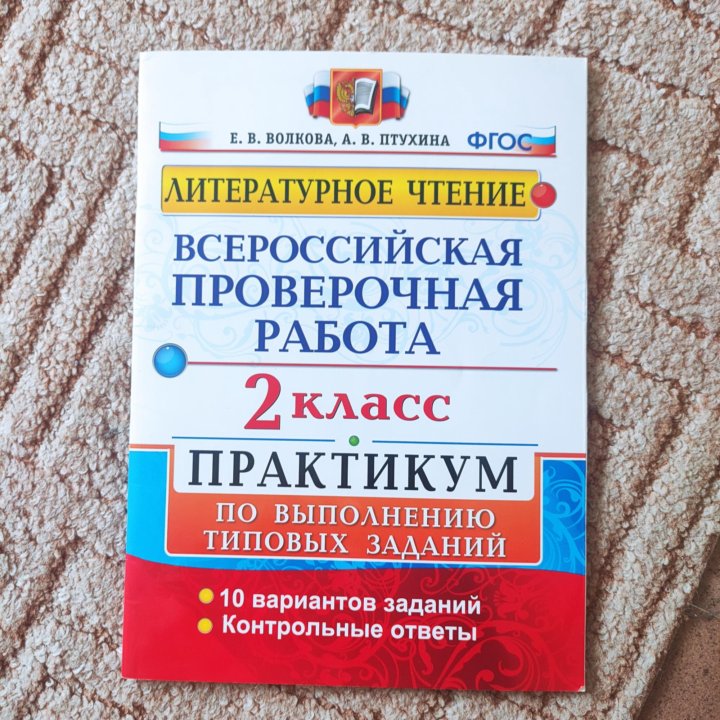 Е. В. ВОЛКОВА, А. В. ПТУХИНА ФГОС
ЛИТЕРАТУРНОЕ ЧТЕНИЕ
ВСЕРОССИЙСКАЯ
ПРОВЕРОЧНАЯ
РАБОТА
2 КЛАСС
ПРАКТИКУМ
ПО ВЫПОЛНЕНИЮ
ТИПОВЫХ ЗАДАНИЙ
10 вариантов заданий
Контрольные ответы